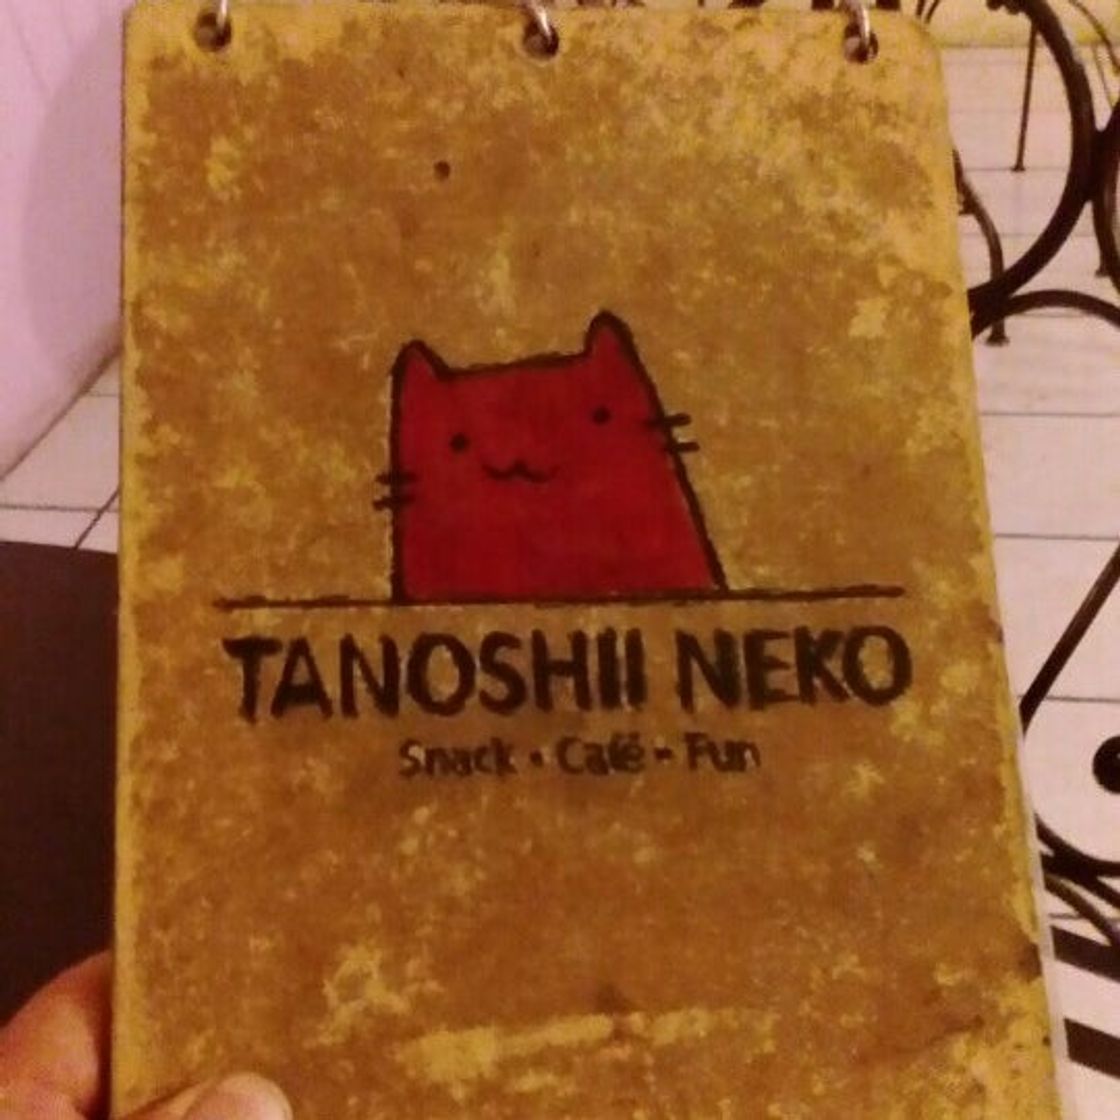 TANOSHII NEKO
Snack • Café • Fun